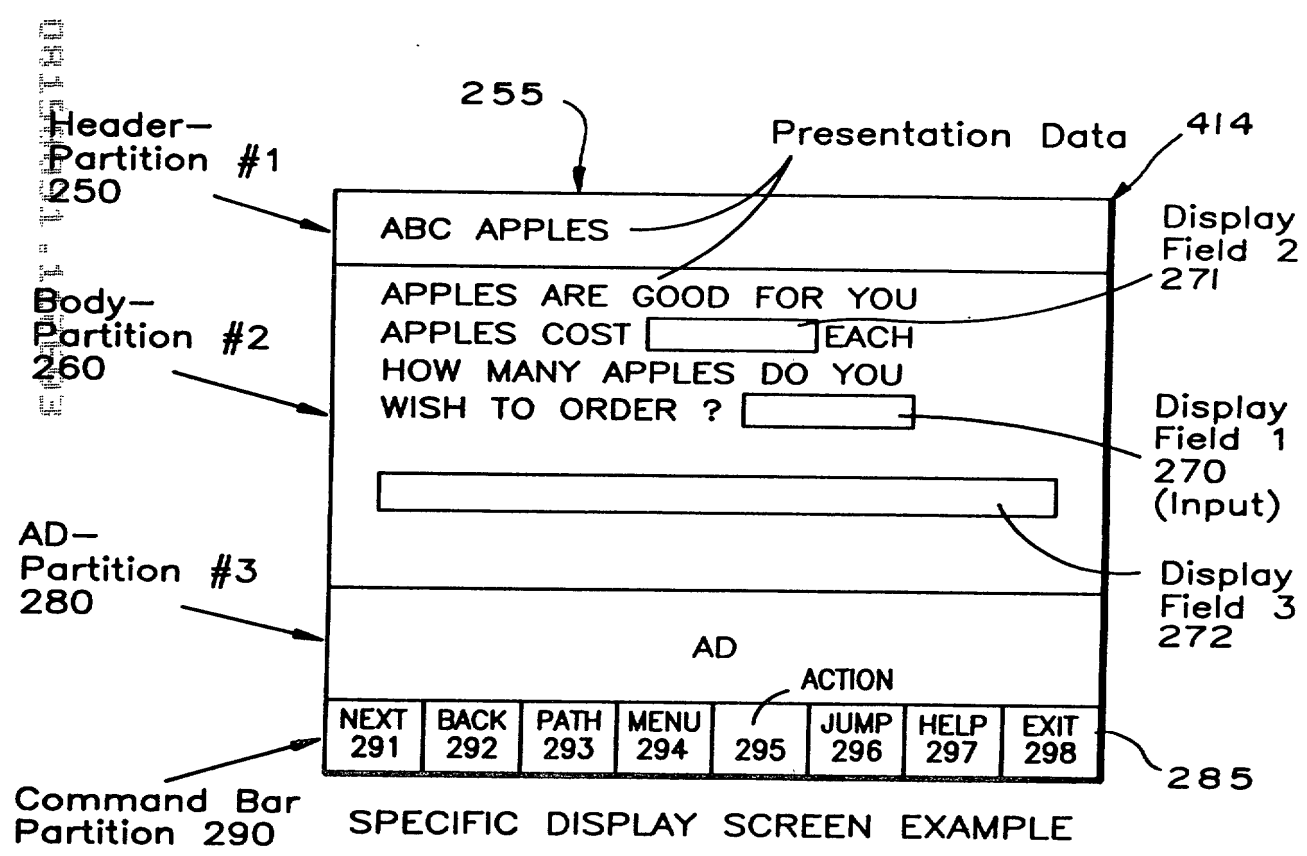 255
Header–
Partition #1
250
Presentation Data
414
ABC APPLES
Display
Field 2
271
Body–
Partition #2
260
APPLES ARE GOOD FOR YOU
APPLES COST EACH
HOW MANY APPLES DO YOU
WISH TO ORDER ?
Display
Field 1
270
(Input)
AD–
Partition #3
280
Display
Field 3
272
AD
ACTION
NEXT BACK PATH MENU JUMP HELP EXIT
291 292 293 294 295 296 297 298
285
Command Bar
Partition 290
SPECIFIC DISPLAY SCREEN EXAMPLE